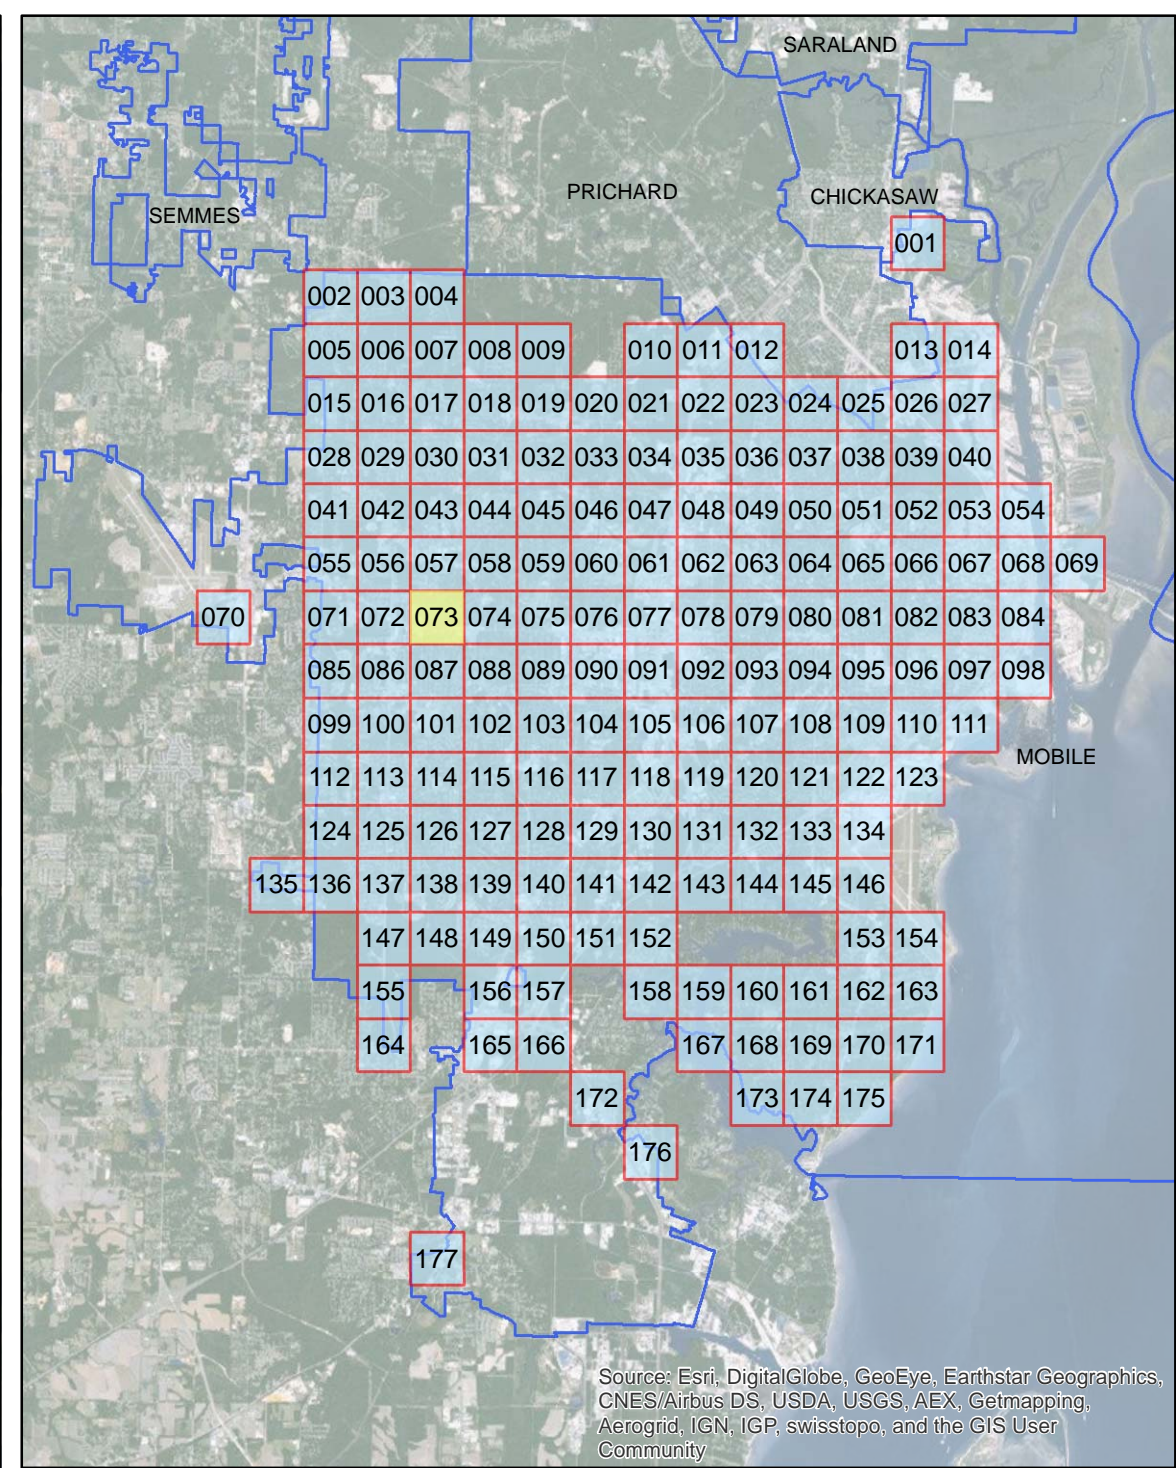 SARALAND
PRICHARD
CHICKASAW
SEMMES
001
002 003 004
005 006 007 008 009 010 011 012 013 014
015 016 017 018 019 020 021 022 023 024 025 026 027
028 029 030 031 032 033 034 035 036 037 038 039 040
041 042 043 044 045 046 047 048 049 050 051 052 053 054
055 056 057 058 059 060 061 062 063 064 065 066 067 068 069
070 071 072 073 074 075 076 077 078 079 080 081 082 083 084
085 086 087 088 089 090 091 092 093 094 095 096 097 098
099 100 101 102 103 104 105 106 107 108 109 110 111
MOBILE
112 113 114 115 116 117 118 119 120 121 122 123
124 125 126 127 128 129 130 131 132 133 134
135 136 137 138 139 140 141 142 143 144 145 146
147 148 149 150 151 152 153 154
155 156 157 158 159 160 161 162 163
164 165 166 167 168 169 170 171
172 173 174 175
176
177
Source: Esri, DigitalGlobe, GeoEye, Earthstar Geographics,
CNES/Airbus DS, USDA, USGS, AEX, Getmapping,
Aerogrid, IGN, IGP, swisstopo, and the GIS User
Community